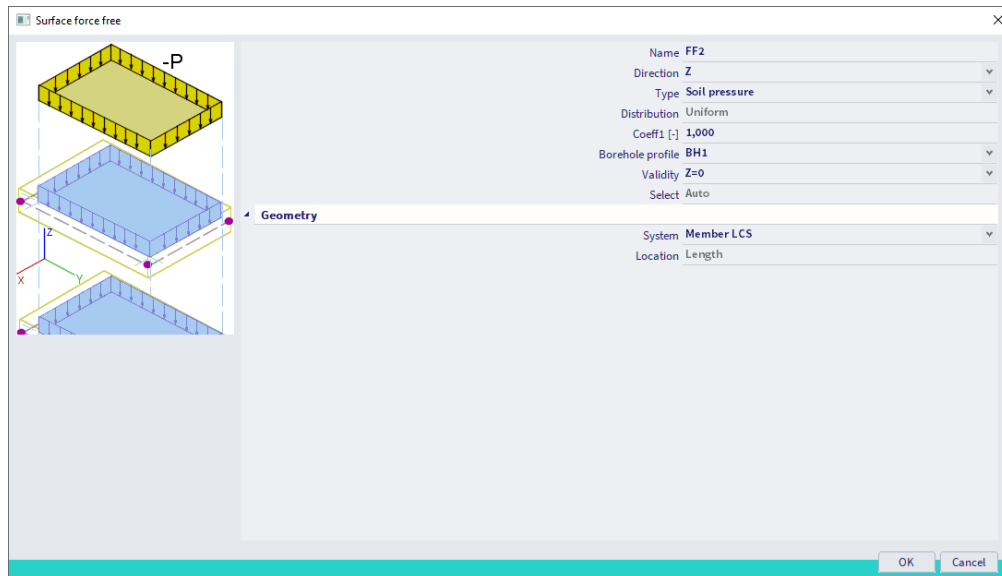 Surface force free
-P
Z
X
Y
Name FF2
Direction Z
Type Soil pressure
Distribution Uniform
Coeff1 [-] 1,000
Borehole profile BH1
Validity Z=0
Select Auto
Geometry
System Member LCS
Location Length
OK Cancel